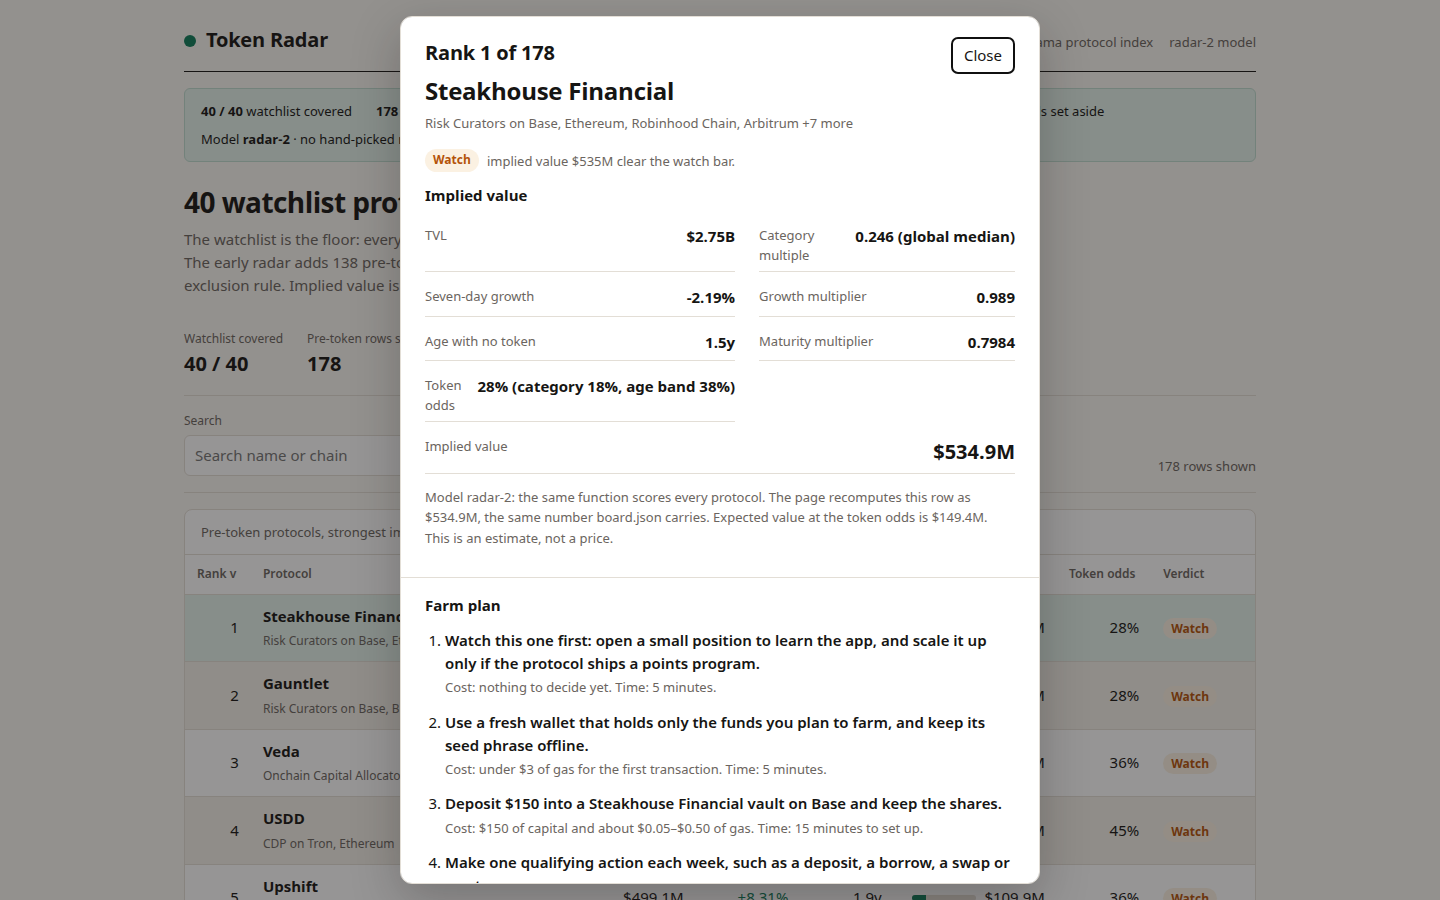 Token Radar
ama protocol index radar-2 model
40 / 40 watchlist covered 178
s set aside
Model radar-2 · no hand-picked
40 watchlist
The watchlist is the floor: every
The early radar adds 138
exclusion rule. Implied value is
Watchlist covered Pre-token rows
40 / 40 178
Search
Search name or chain
178 rows shown
Pre-token protocols, strongest
Rank v Protocol Token odds Verdict
1 Steakhouse
Risk Curators on Base,
28% Watch
2 Gauntlet
Risk Curators on Base,
28% Watch
3 Veda
Onchain Capital
36% Watch
4 USDD
CDP on Tron, Ethereum
45% Watch
5 Upshift
$499.1M +8.31% 1.9y $109.9M 36% Watch
Rank 1 of 178
Close
Steakhouse Financial
Risk Curators on Base, Ethereum, Robinhood Chain, Arbitrum +7 more
Watch implied value $535M clear the watch bar.
Implied value
TVL $2.75B
Category multiple 0.246 (global median)
Seven-day growth -2.19%
Growth multiplier 0.989
Age with no token 1.5y
Maturity multiplier 0.7984
Token odds 28% (category 18%, age band 38%)
Implied value $534.9M
Model radar-2: the same function scores every protocol. The page recomputes this row as
$534.9M, the same number board.json carries. Expected value at the token odds is $149.4M.
This is an estimate, not a price.
Farm plan
1. Watch this one first: open a small position to learn the app, and scale it up
only if the protocol ships a points program.
Cost: nothing to decide yet. Time: 5 minutes.
2. Use a fresh wallet that holds only the funds you plan to farm, and keep its
seed phrase offline.
Cost: under $3 of gas for the first transaction. Time: 5 minutes.
3. Deposit $150 into a Steakhouse Financial vault on Base and keep the shares.
Cost: $150 of capital and about $0.05–$0.50 of gas. Time: 15 minutes to set up.
4. Make one qualifying action each week, such as a deposit, a borrow, a swap or